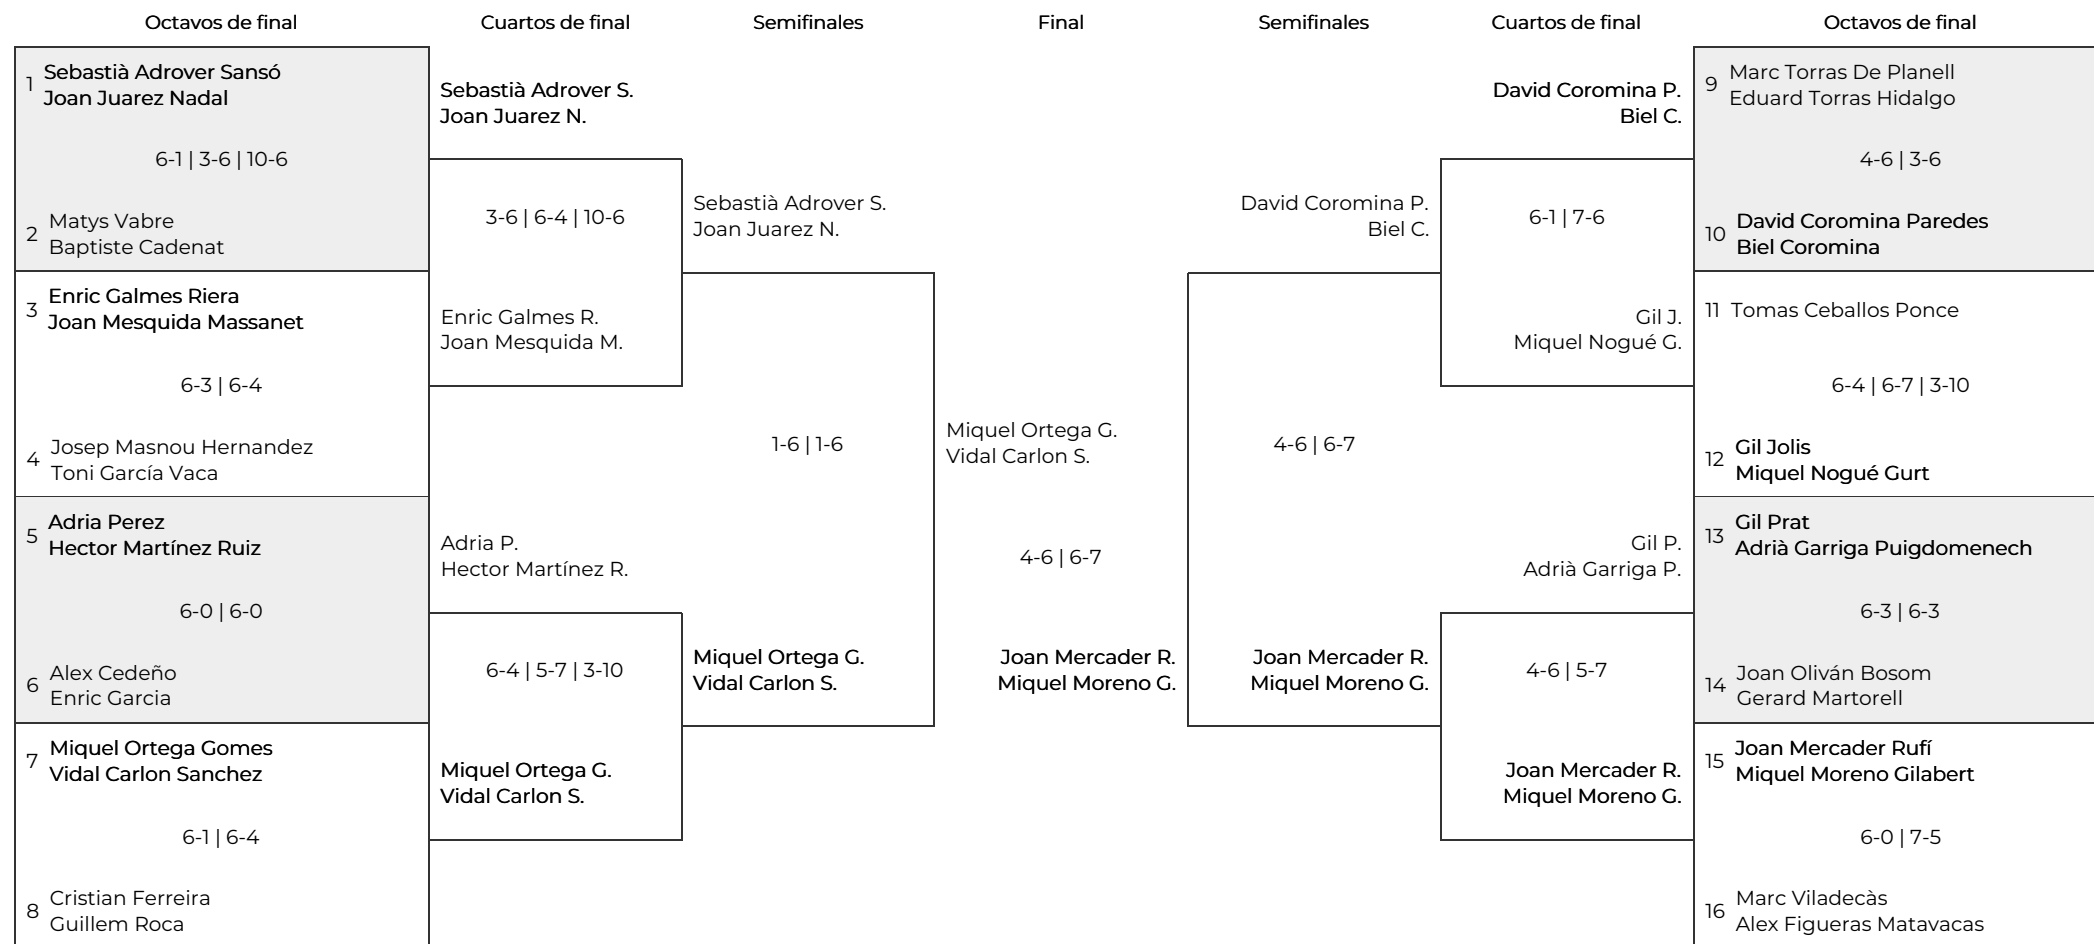 Octavos de final
Cuartos de final
Semifinales
Final
Semifinales
Cuartos de final
Octavos de final
1
Sebastià Adrover Sansó
Joan Juarez Nadal
6-1 | 3-6 | 10-6
2
Matys Vabre
Baptiste Cadenat
3
Enric Galmes Riera
Joan Mesquida Massanet
6-3 | 6-4
4
Josep Masnou Hernandez
Toni García Vaca
5
Adria Perez
Hector Martínez Ruiz
6-0 | 6-0
6
Alex Cedeño
Enric Garcia
7
Miquel Ortega Gomes
Vidal Carlon Sanchez
6-1 | 6-4
8
Cristian Ferreira
Guillem Roca
Sebastià Adrover S.
Joan Juarez N.
3-6 | 6-4 | 10-6
Enric Galmes R.
Joan Mesquida M.
Adria P.
Hector Martínez R.
6-4 | 5-7 | 3-10
Miquel Ortega G.
Vidal Carlon S.
Sebastià Adrover S.
Joan Juarez N.
1-6 | 1-6
Miquel Ortega G.
Vidal Carlon S.
Miquel Ortega G.
Vidal Carlon S.
4-6 | 6-7
Joan Mercader R.
Miquel Moreno G.
David Coromina P.
Biel C.
4-6 | 6-7
Joan Mercader R.
Miquel Moreno G.
David Coromina P.
Biel C.
6-1 | 7-6
Gil J.
Miquel Nogué G.
Gil P.
Adrià Garriga P.
4-6 | 5-7
Joan Mercader R.
Miquel Moreno G.
9
Marc Torras De Planell
Eduard Torras Hidalgo
4-6 | 3-6
10
David Coromina Paredes
Biel Coromina
11
Tomas Ceballos Ponce
6-4 | 6-7 | 3-10
12
Gil Jolis
Miquel Nogué Gurt
13
Gil Prat
Adrià Garriga Puigdomenech
6-3 | 6-3
14
Joan Oliván Bosom
Gerard Martorell
15
Joan Mercader Rufí
Miquel Moreno Gilabert
6-0 | 7-5
16
Marc Viladecàs
Alex Figueras Matavacas